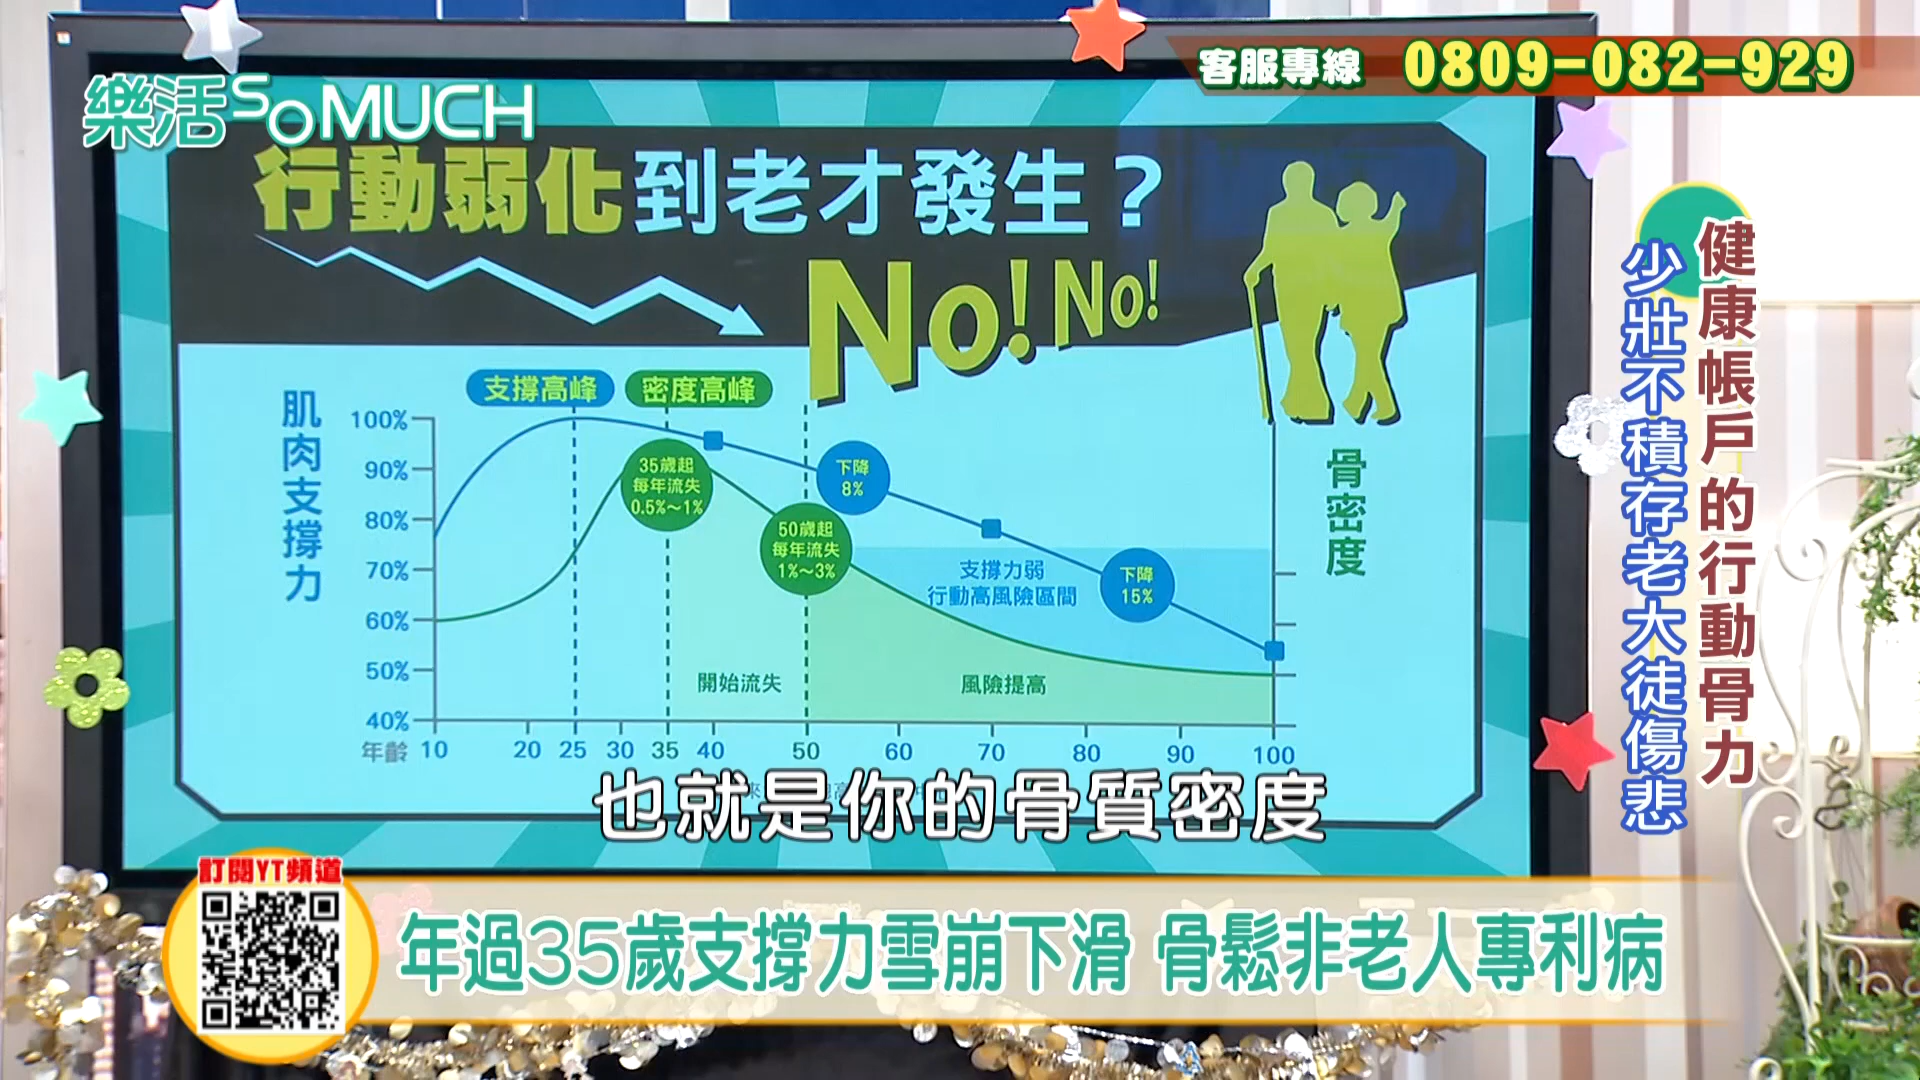 客服專線 0809-082-929
樂活SOMUCH
行動弱化到老才發生？
No! No!
健康帳戶的行動骨力
少壯不積存老大徒傷悲
支撐高峰
密度高峰
肌肉支撐力
骨密度
100%
90%
80%
70%
60%
50%
40%
35歲起
每年流失
0.5%～1%
50歲起
每年流失
1%～3%
下降
8%
下降
15%
支撐力弱
行動高風險區間
開始流失
風險提高
年齡 10 20 25 30 35 40 50 60 70 80 90 100
也就是你的骨質密度
訂閱YT頻道
年過35歲支撐力雪崩下滑 骨鬆非老人專利病